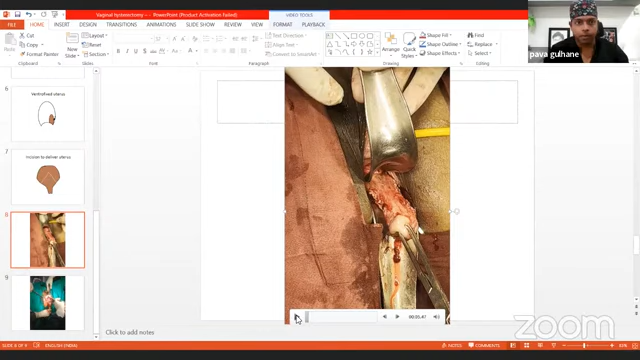 Vaginal hysterectomy - - PowerPoint (Product Activation Failed)
VIDEO TOOLS
FILE HOME INSERT DESIGN TRANSITIONS ANIMATIONS SLIDE SHOW REVIEW VIEW FORMAT PLAYBACK
Cut
Copy
Format Painter
Paste
Clipboard
New Slide
Layout
Reset
Section
Slides
Font
Text Direction
Align Text
Convert to SmartArt
Paragraph
Arrange
Quick Styles
Shape Fill
Shape Outline
Shape Effects
Drawing
Find
Replace
Select
Editing
pava gulhane
6
Ventrofixed uterus
7
Incision to deliver uterus
8
9
00:05.47
Click to add notes
SLIDE 8 OF 9 ENGLISH (INDIA)
NOTES COMMENTS
zoom